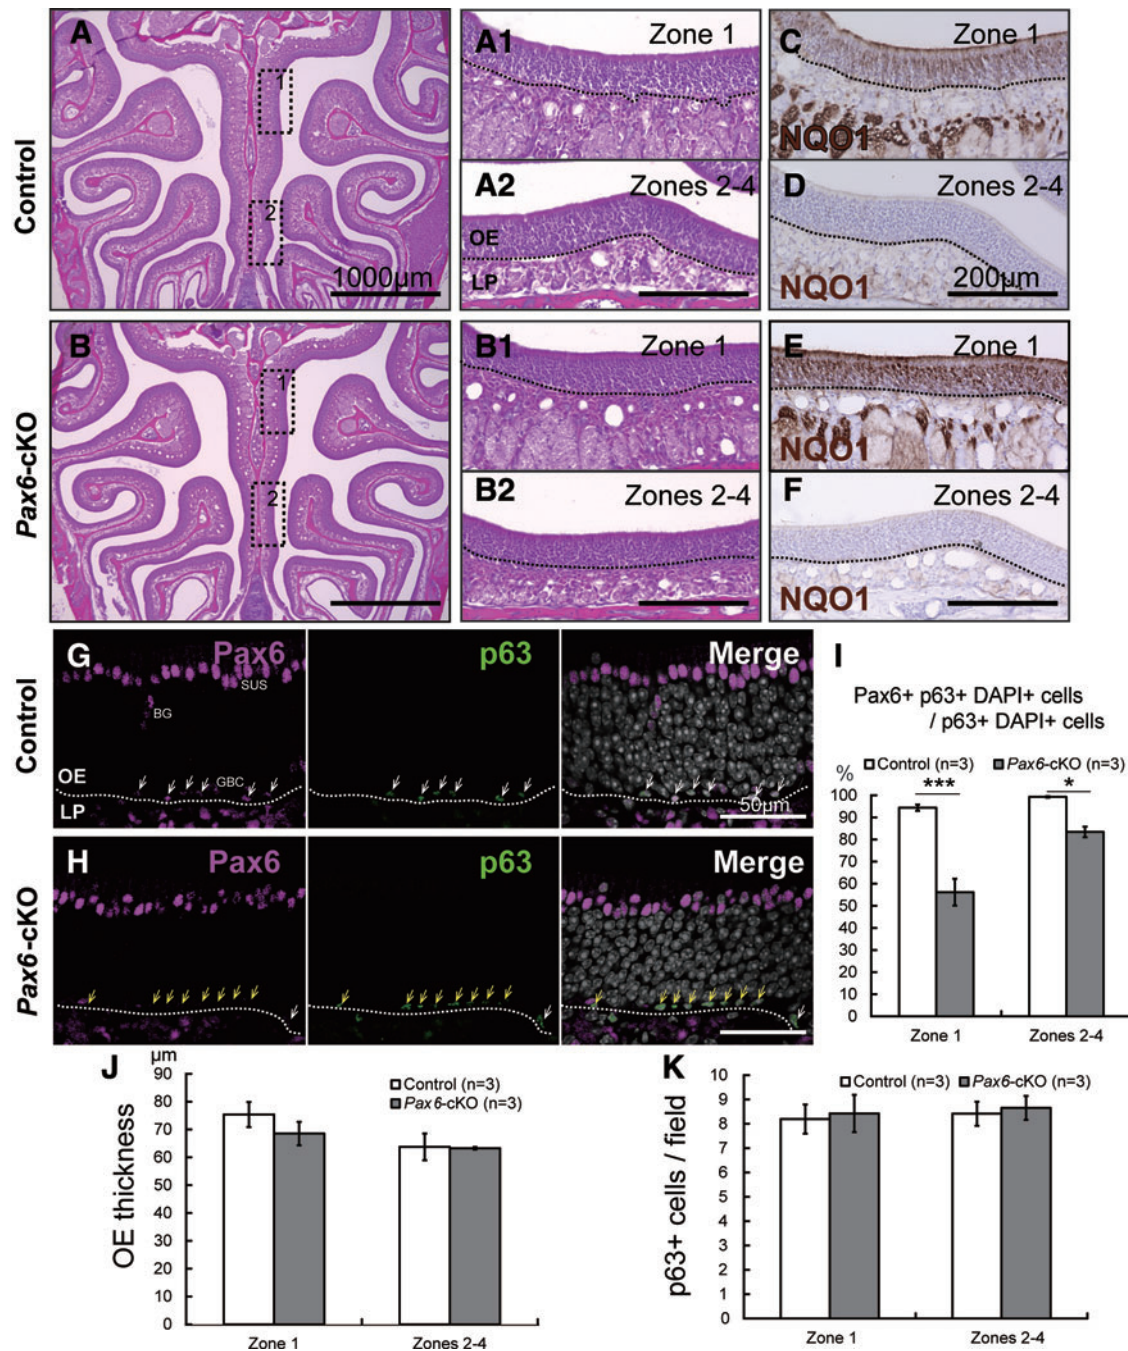 Control
A
1
2
1000µm
A1
Zone 1
A2
Zones 2-4
OE
LP
C
Zone 1
NQO1
D
Zones 2-4
NQO1
200µm
Pax6-cKO
B
1
2
B1
Zone 1
B2
Zones 2-4
E
Zone 1
NQO1
F
Zones 2-4
NQO1
Control
G
Pax6
SUS
BG
GBC
OE
LP
p63
Merge
50µm
Pax6-cKO
H
Pax6
p63
Merge
I
Pax6+ p63+ DAPI+ cells
/ p63+ DAPI+ cells
Control (n=3) Pax6-cKO (n=3)
%
*** *
100
90
80
70
60
50
40
30
20
10
0
Zone 1 Zones 2-4
J
µm
OE thickness
90
80
70
60
50
40
30
20
10
0
Control (n=3)
Pax6-cKO (n=3)
Zone 1 Zones 2-4
K
p63+ cells / field
10
9
8
7
6
5
4
3
2
1
0
Control (n=3) Pax6-cKO (n=3)
Zone 1 Zones 2-4